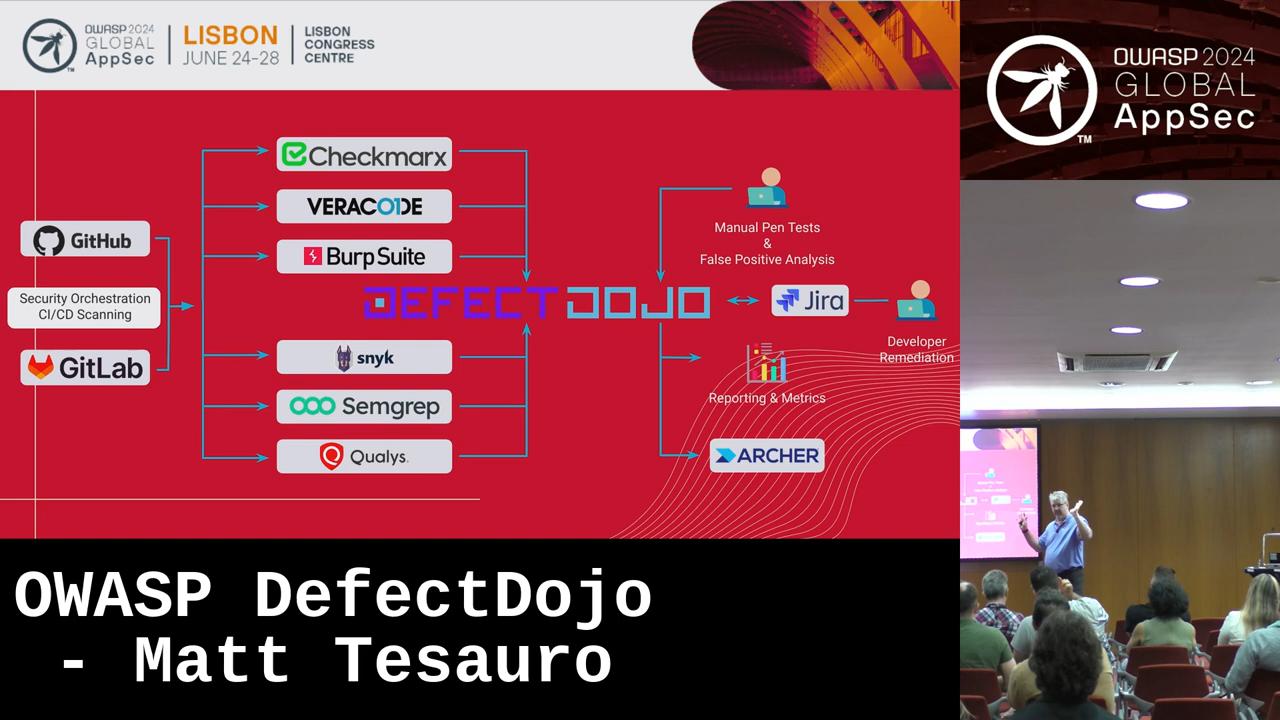 OWASP 2024
GLOBAL
AppSec
LISBON
JUNE 24-28
LISBON
CONGRESS
CENTRE
TM
OWASP 2024
GLOBAL
AppSec
TM
GitHub
Security Orchestration
CI/CD Scanning
GitLab
Checkmarx
VERACODE
Burp Suite
DEFECTDOJO
snyk
Semgrep
Qualys.
Manual Pen Tests
&
False Positive Analysis
Jira
Developer
Remediation
Reporting & Metrics
ARCHER
OWASP DefectDojo
- Matt Tesauro